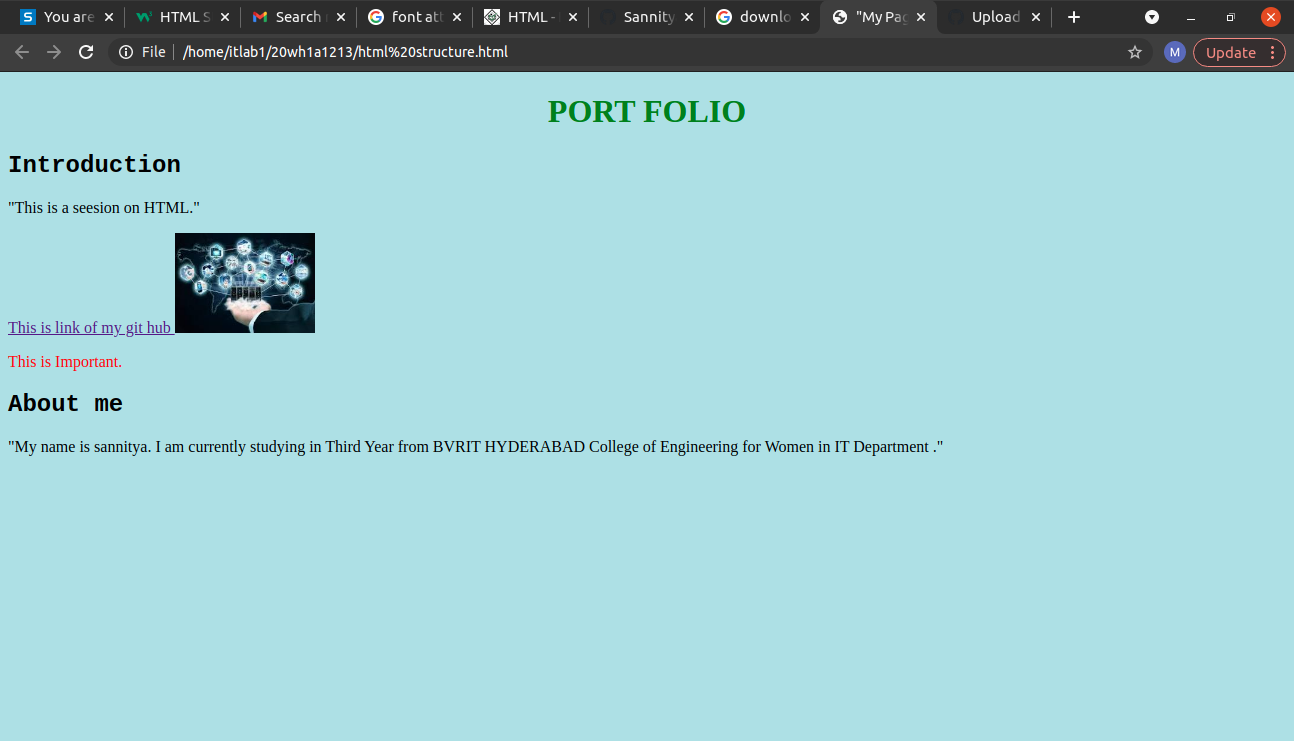 You are
HTML S
Search
font att
HTML -
Sannity
downlo
"My Pag
Upload
File
/home/itlab1/20wh1a1213/html%20structure.html
M
Update
PORT FOLIO
Introduction
"This is a seesion on HTML."
This is link of my git hub
This is Important.
About me
"My name is sannitya. I am currently studying in Third Year from BVRIT HYDERABAD College of Engineering for Women in IT Department ."